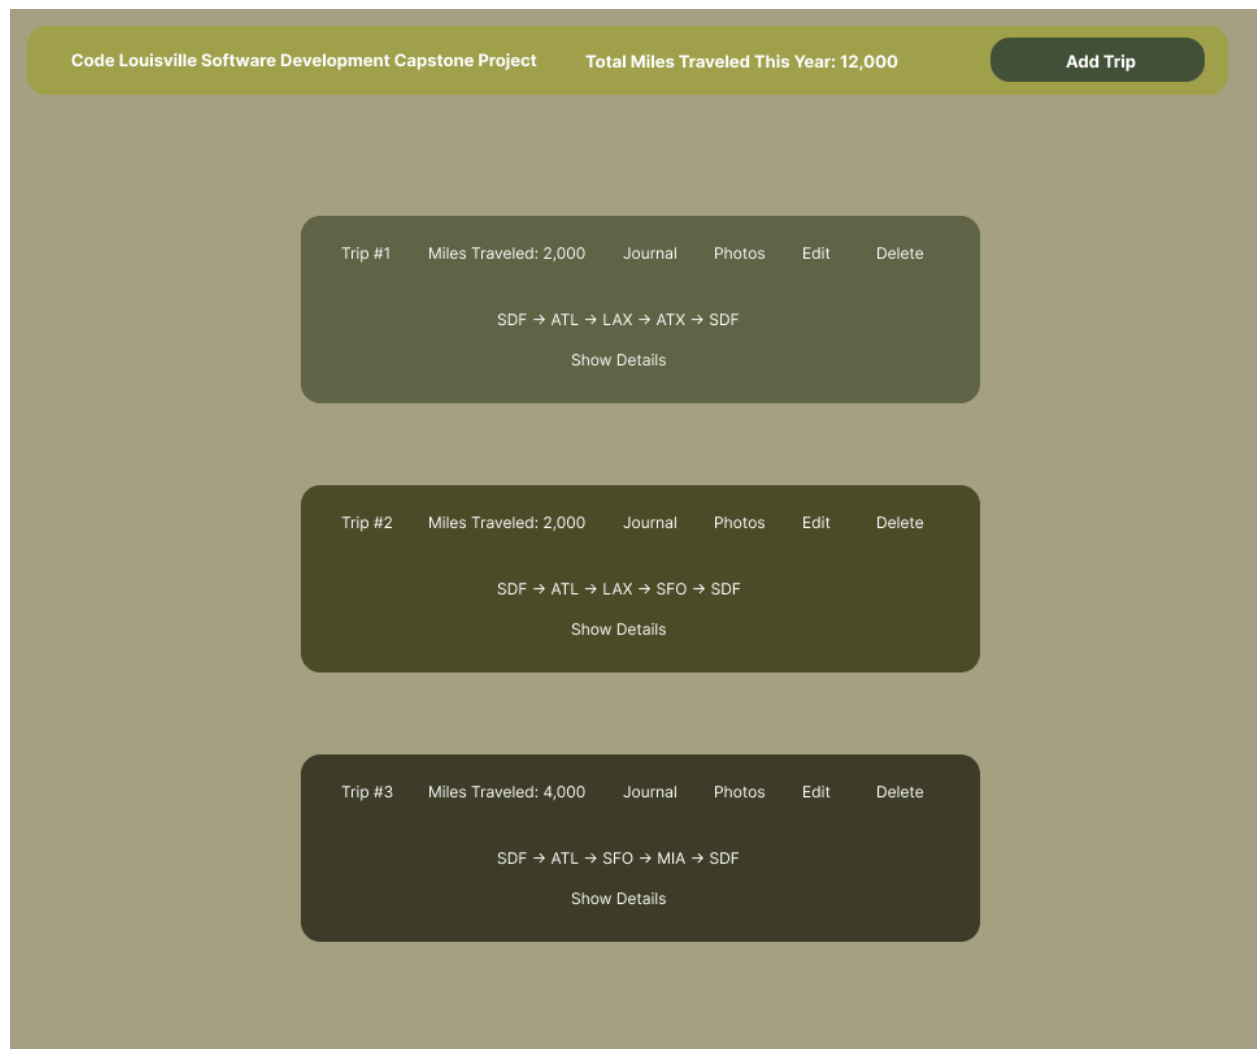 Code Louisville Software Development Capstone Project Total Miles Traveled This Year: 12,000 Add Trip
Trip #1 Miles Traveled: 2,000 Journal Photos Edit Delete
SDF → ATL → LAX → ATX → SDF
Show Details
Trip #2 Miles Traveled: 2,000 Journal Photos Edit Delete
SDF → ATL → LAX → SFO → SDF
Show Details
Trip #3 Miles Traveled: 4,000 Journal Photos Edit Delete
SDF → ATL → SFO → MIA → SDF
Show Details